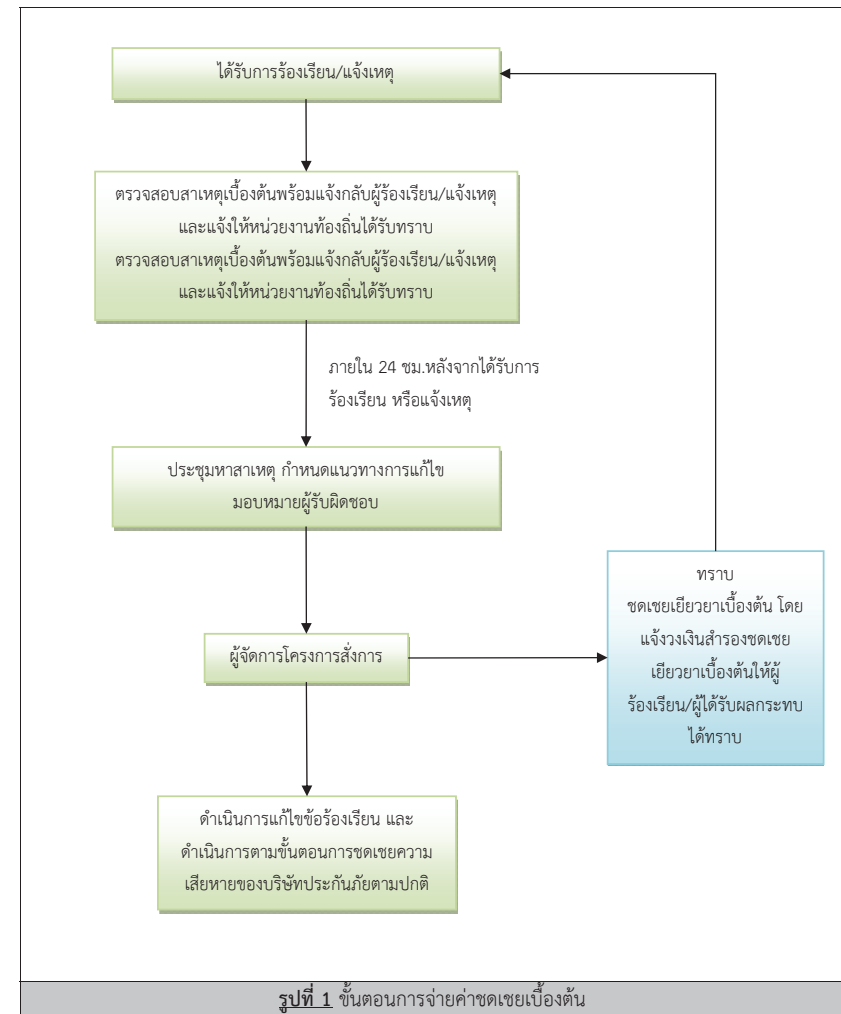 ได้รับการร้องเรียน/แจ้งเหตุ
ตรวจสอบสาเหตุเบื้องต้นพร้อมแจ้งกลับผู้ร้องเรียน/แจ้งเหตุ
และแจ้งให้หน่วยงานท้องถิ่นได้รับทราบ
ตรวจสอบสาเหตุเบื้องต้นพร้อมแจ้งกลับผู้ร้องเรียน/แจ้งเหตุ
และแจ้งให้หน่วยงานท้องถิ่นได้รับทราบ
ภายใน 24 ชม.หลังจากได้รับการ
ร้องเรียน หรือแจ้งเหตุ
ประชุมหาสาเหตุ กำหนดแนวทางการแก้ไข
มอบหมายผู้รับผิดชอบ
ผู้จัดการโครงการสั่งการ
ทราบ
ชดเชยเยียวยาเบื้องต้น โดย
แจ้งวงเงินสำรองชดเชย
เยียวยาเบื้องต้นให้ผู้
ร้องเรียน/ผู้ได้รับผลกระทบ
ได้ทราบ
ดำเนินการแก้ไขข้อร้องเรียน และ
ดำเนินการตามขั้นตอนการชดเชยความ
เสียหายของบริษัทประกันภัยตามปกติ
รูปที่ 1 ขั้นตอนการจ่ายค่าชดเชยเบื้องต้น